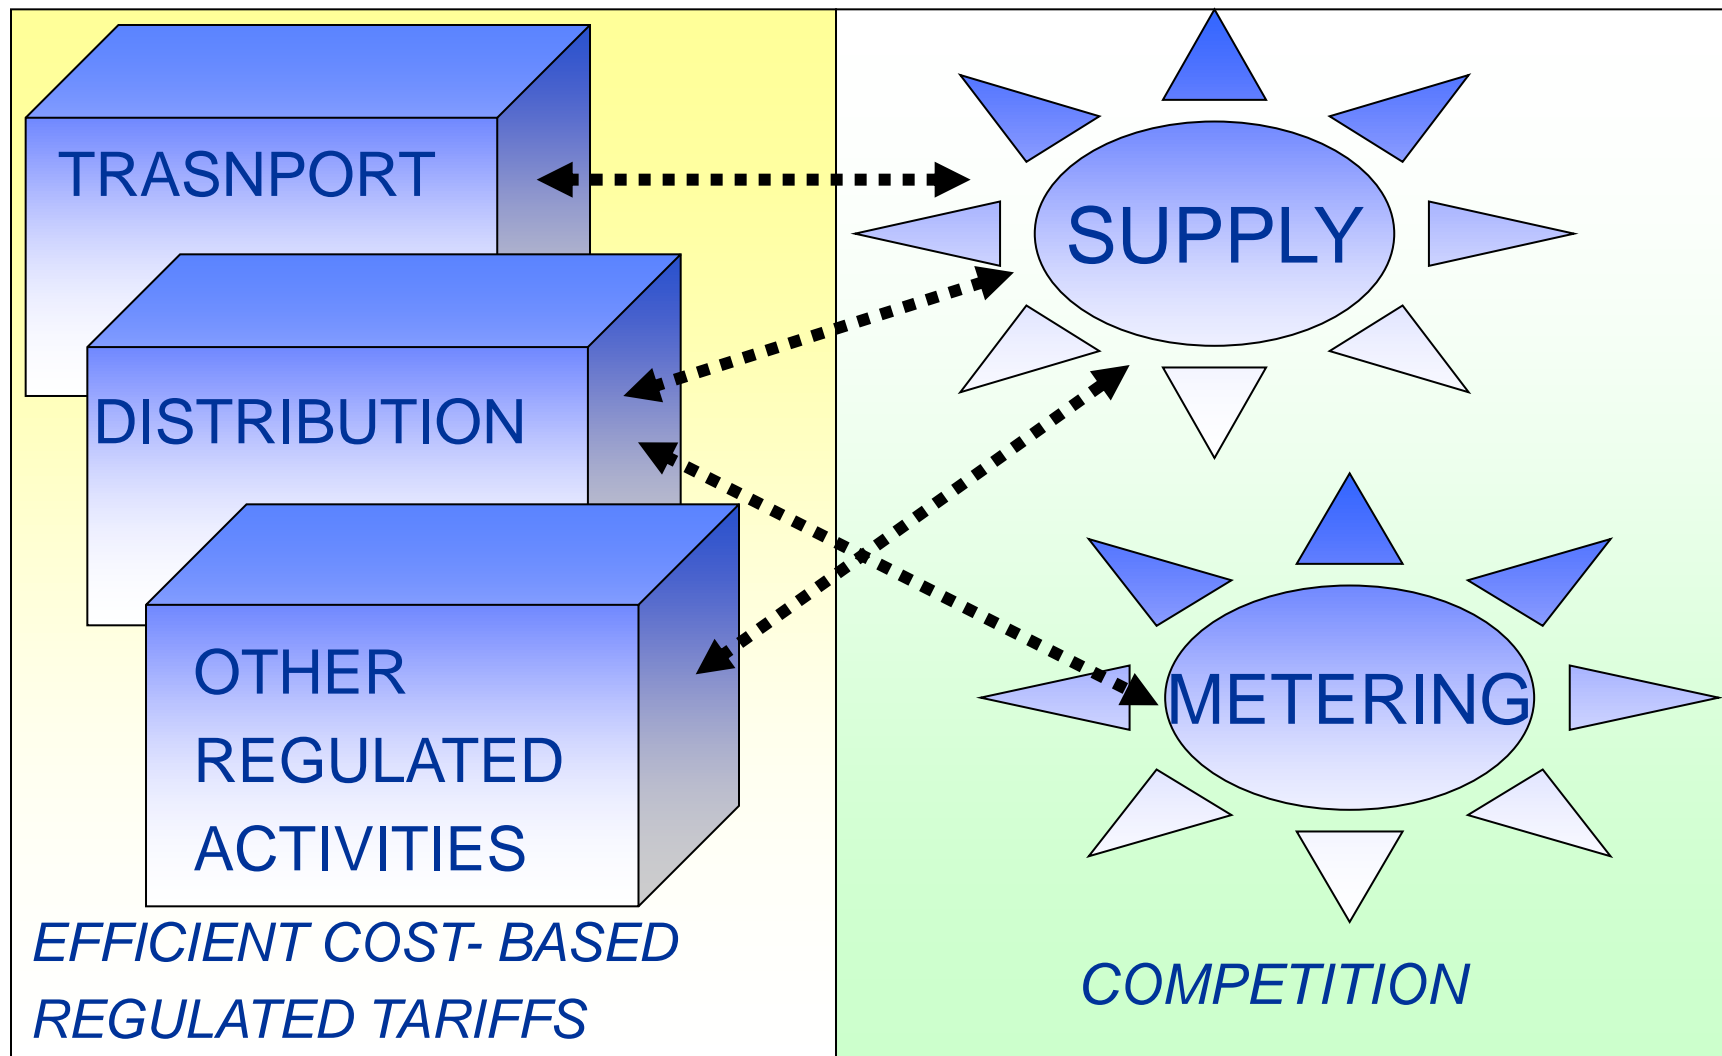 TRASNPORT
DISTRIBUTION
OTHER
REGULATED
ACTIVITIES
EFFICIENT COST- BASED
REGULATED TARIFFS
SUPPLY
METERING
COMPETITION